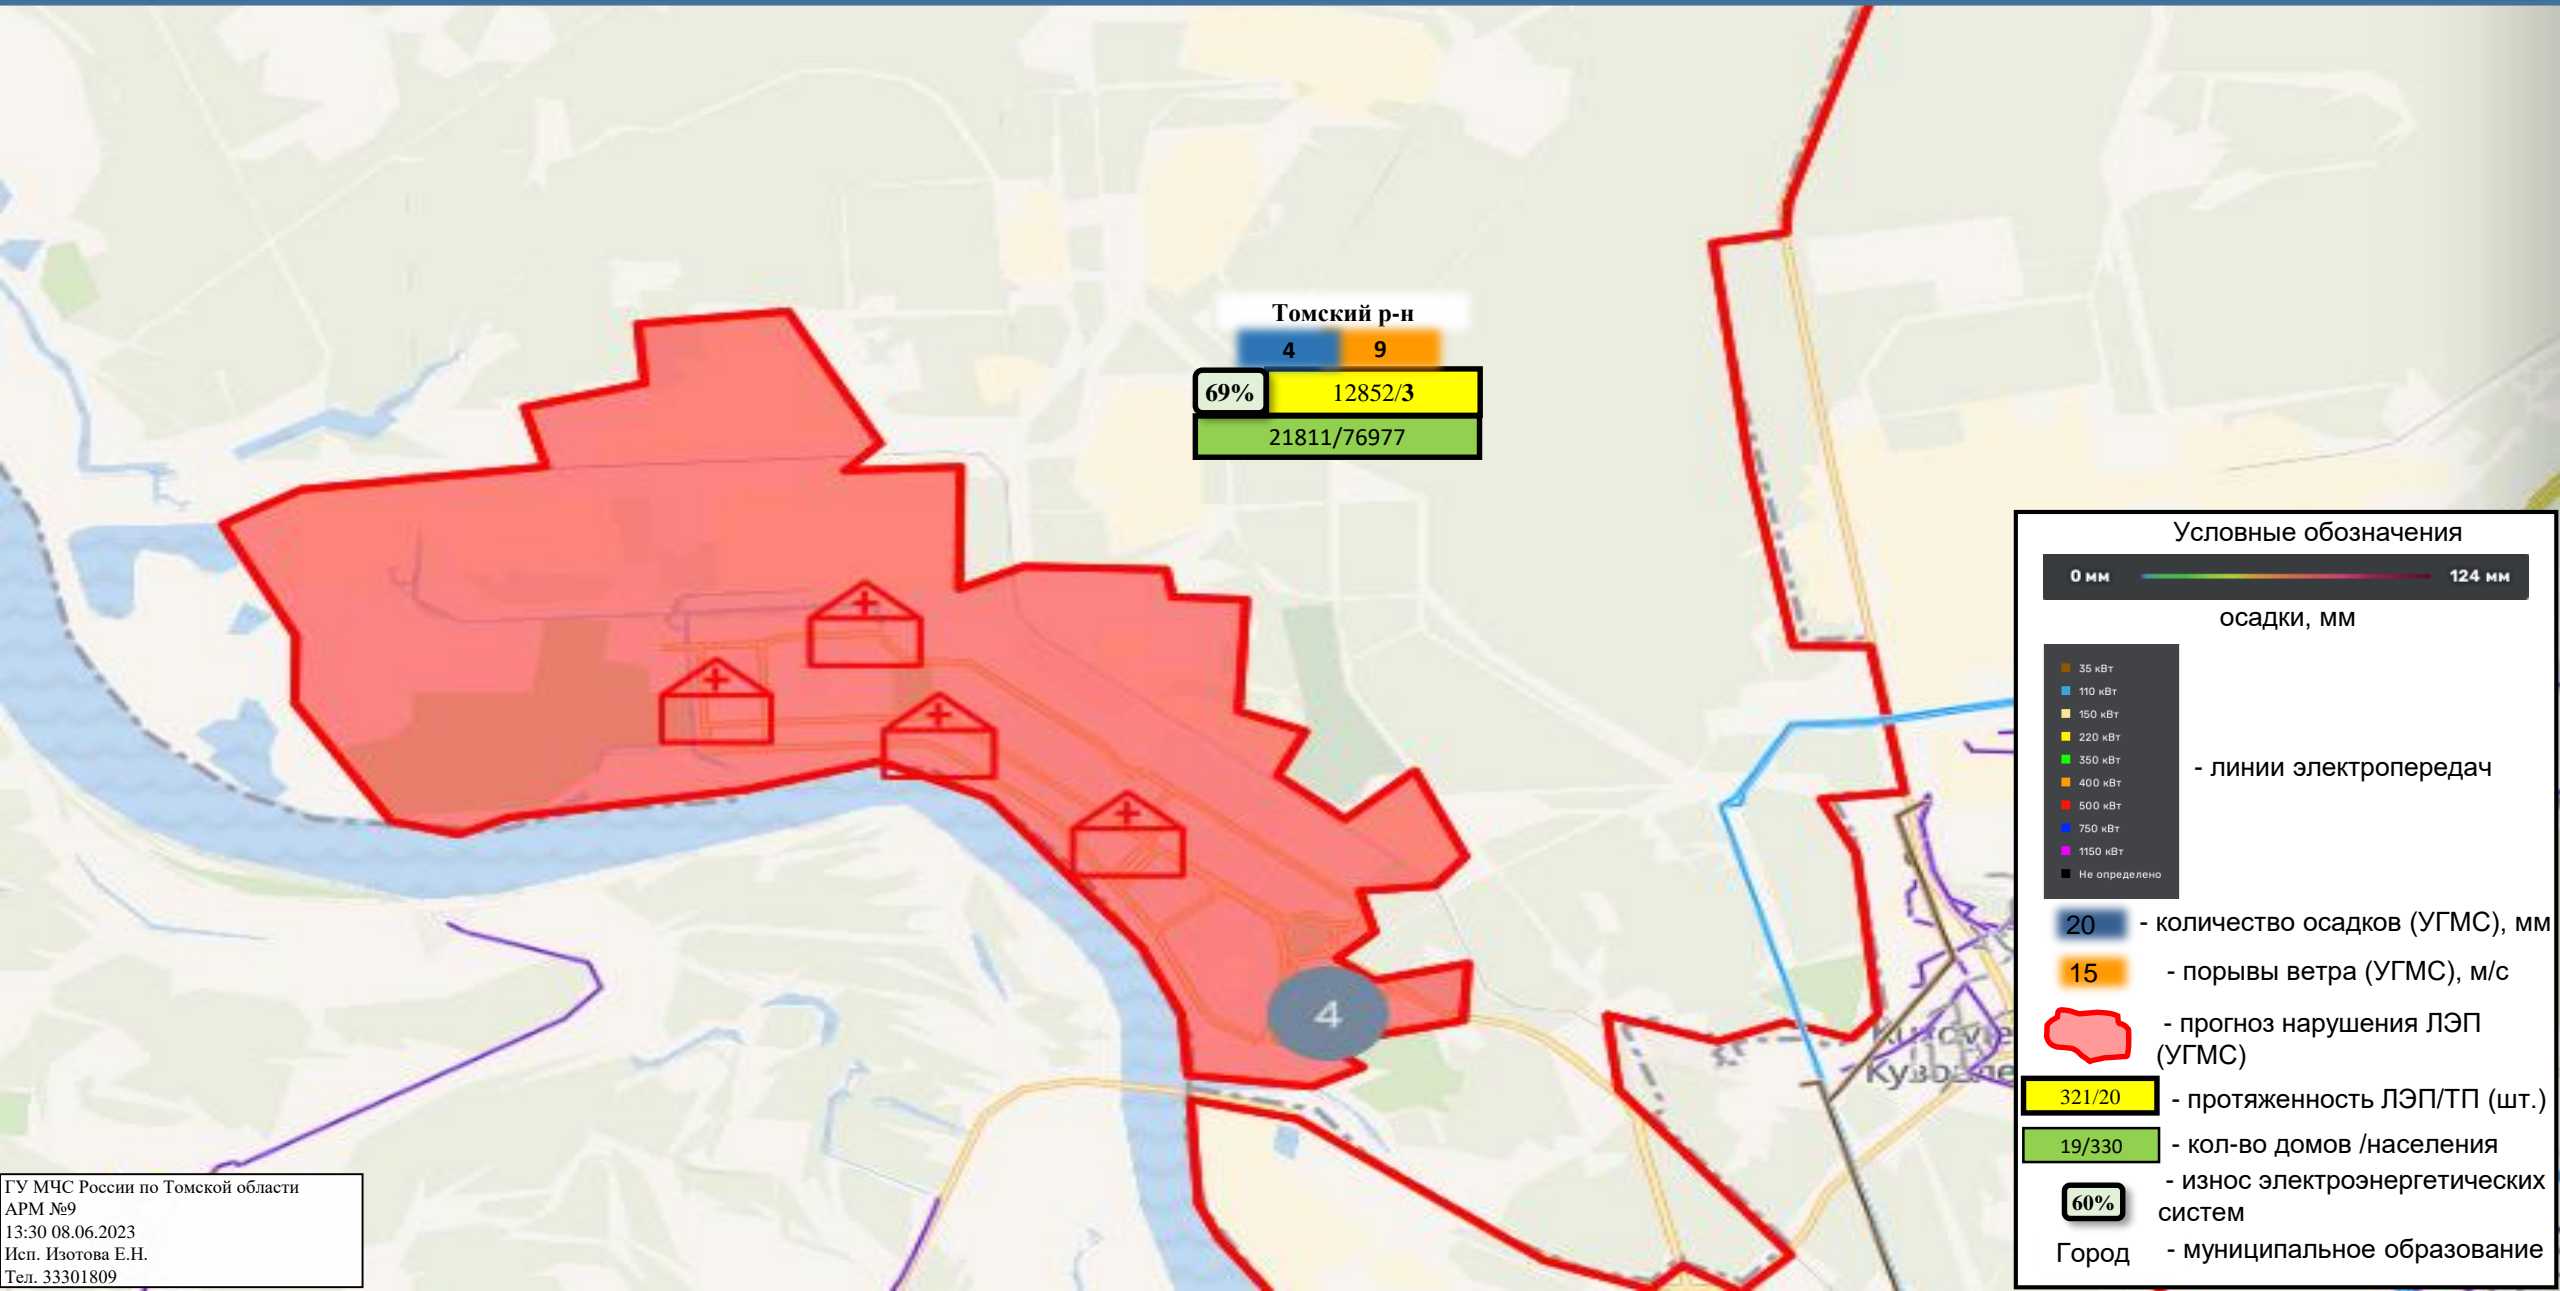 Томский р-н
4 9
69% 12852/3
21811/76977
4
Условные обозначения
0 мм 124 мм
осадки, мм
35 кВт
110 кВт
150 кВт
220 кВт
350 кВт
400 кВт
500 кВт
750 кВт
1150 кВт
Не определено
- линии электропередач
20 - количество осадков (УГМС), мм
15 - порывы ветра (УГМС), м/с
- прогноз нарушения ЛЭП
(УГМС)
321/20 - протяженность ЛЭП/ТП (шт.)
19/330 - кол-во домов /населения
- износ электроэнергетических
60% систем
Город - муниципальное образование
ГУ МЧС России по Томской области
АРМ №9
13:30 08.06.2023
Исп. Изотова Е.Н.
Тел. 33301809